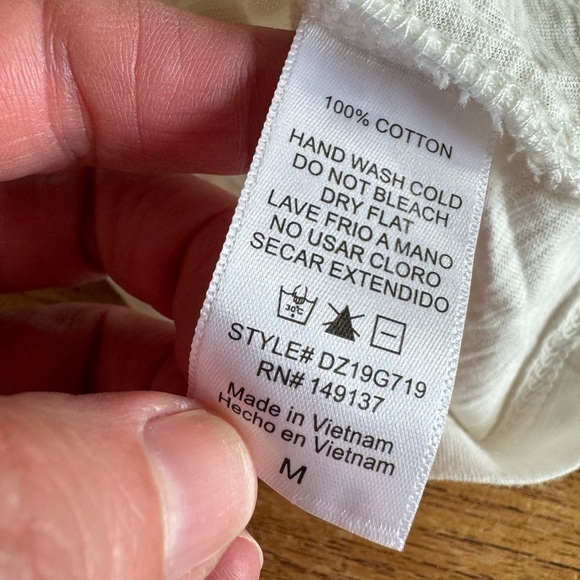 100% COTTON
HAND WASH COLD
DO NOT BLEACH
DRY FLAT
LAVE FRIO A MANO
NO USAR CLORO
SECAR EXTENDIDO
30°C
STYLE# DZ19G719
RN# 149137
Made in Vietnam
Hecho en Vietnam
M